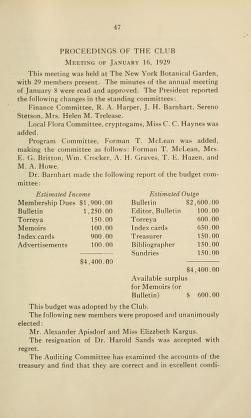 47
PROCEEDINGS OF THE CLUB
MEETING OF JANUARY 16, 1929
This meeting was held at The New York Botanical Garden,
with 29 members present. The minutes of the annual meeting
of January 8 were read and approved. The President reported
the following changes in the standing committees:
Finance Committee, R. A. Harper, J. H. Barnhart, Sereno
Stetson, Mrs. Helen M. Trelease.
Local Flora Committee, cryptogams, Miss C. C. Haynes was
added.
Program Committee, Forman T. McLean was added,
making the committee as follows: Forman T. McLean, Mrs.
E. G. Britton, Wm. Crocker, A. H. Graves, T. E. Hazen, and
M. A. Howe.
Dr. Barnhart made the following report of the budget com-
mittee:
Estimated Income Estimated Outgo
Membership Dues $1,900.00 Bulletin $2,600.00
Bulletin 1,250.00 Editor, Bulletin 100.00
Torreya 150.00 Torreya 600.00
Memoirs 100.00 Index cards 650.00
Index cards 900.00 Treasurer 150.00
Advertisements 100.00 Bibliographer 150.00
Sundries 150.00
$4,400.00
$4,400.00
Available surplus
for Memoirs (or
Bulletin) $ 600.00
This budget was adopted by the Club.
The following new members were proposed and unanimously
elected:
Mr. Alexander Apisdorf and Miss Elizzbeth Kargus.
The resignation of Dr. Harold Sands was accepted with
regret.
The Auditing Committee has examined the accounts of the
treasury and find that they are correct and in excellent condi-